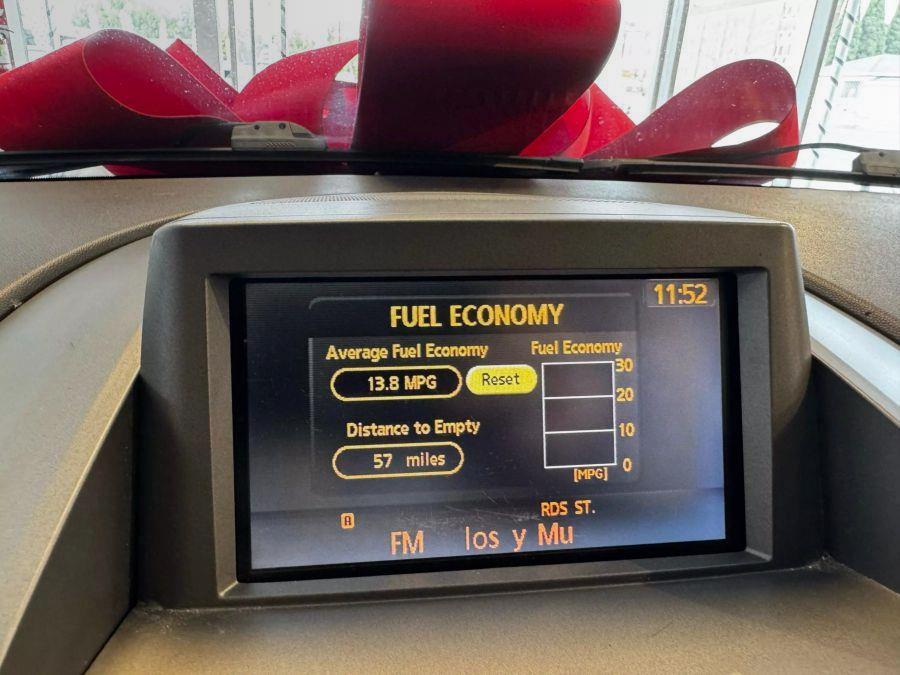 11:52
FUEL ECONOMY
Average Fuel Economy
13.8 MPG
Reset
Distance to Empty
57 miles
Fuel Economy
30
20
10
0
[MPG]
A
RDS ST.
FM los y Mu